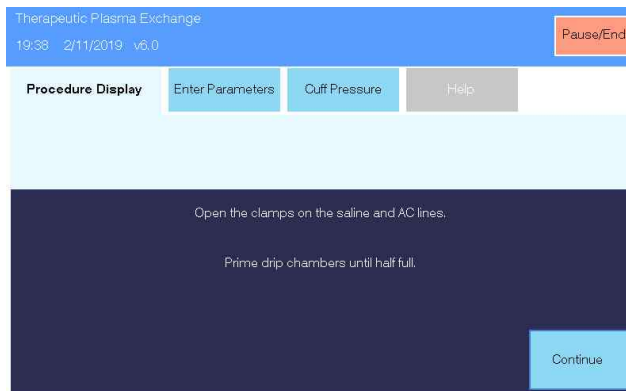 Therapeutic Plasma Exchange
19:38 2/11/2019 v6.0
Pause/End
Procedure Display
Enter Parameters
Cuff Pressure
Help
Open the clamps on the saline and AC lines.
Prime drip chambers until half full.
Continue